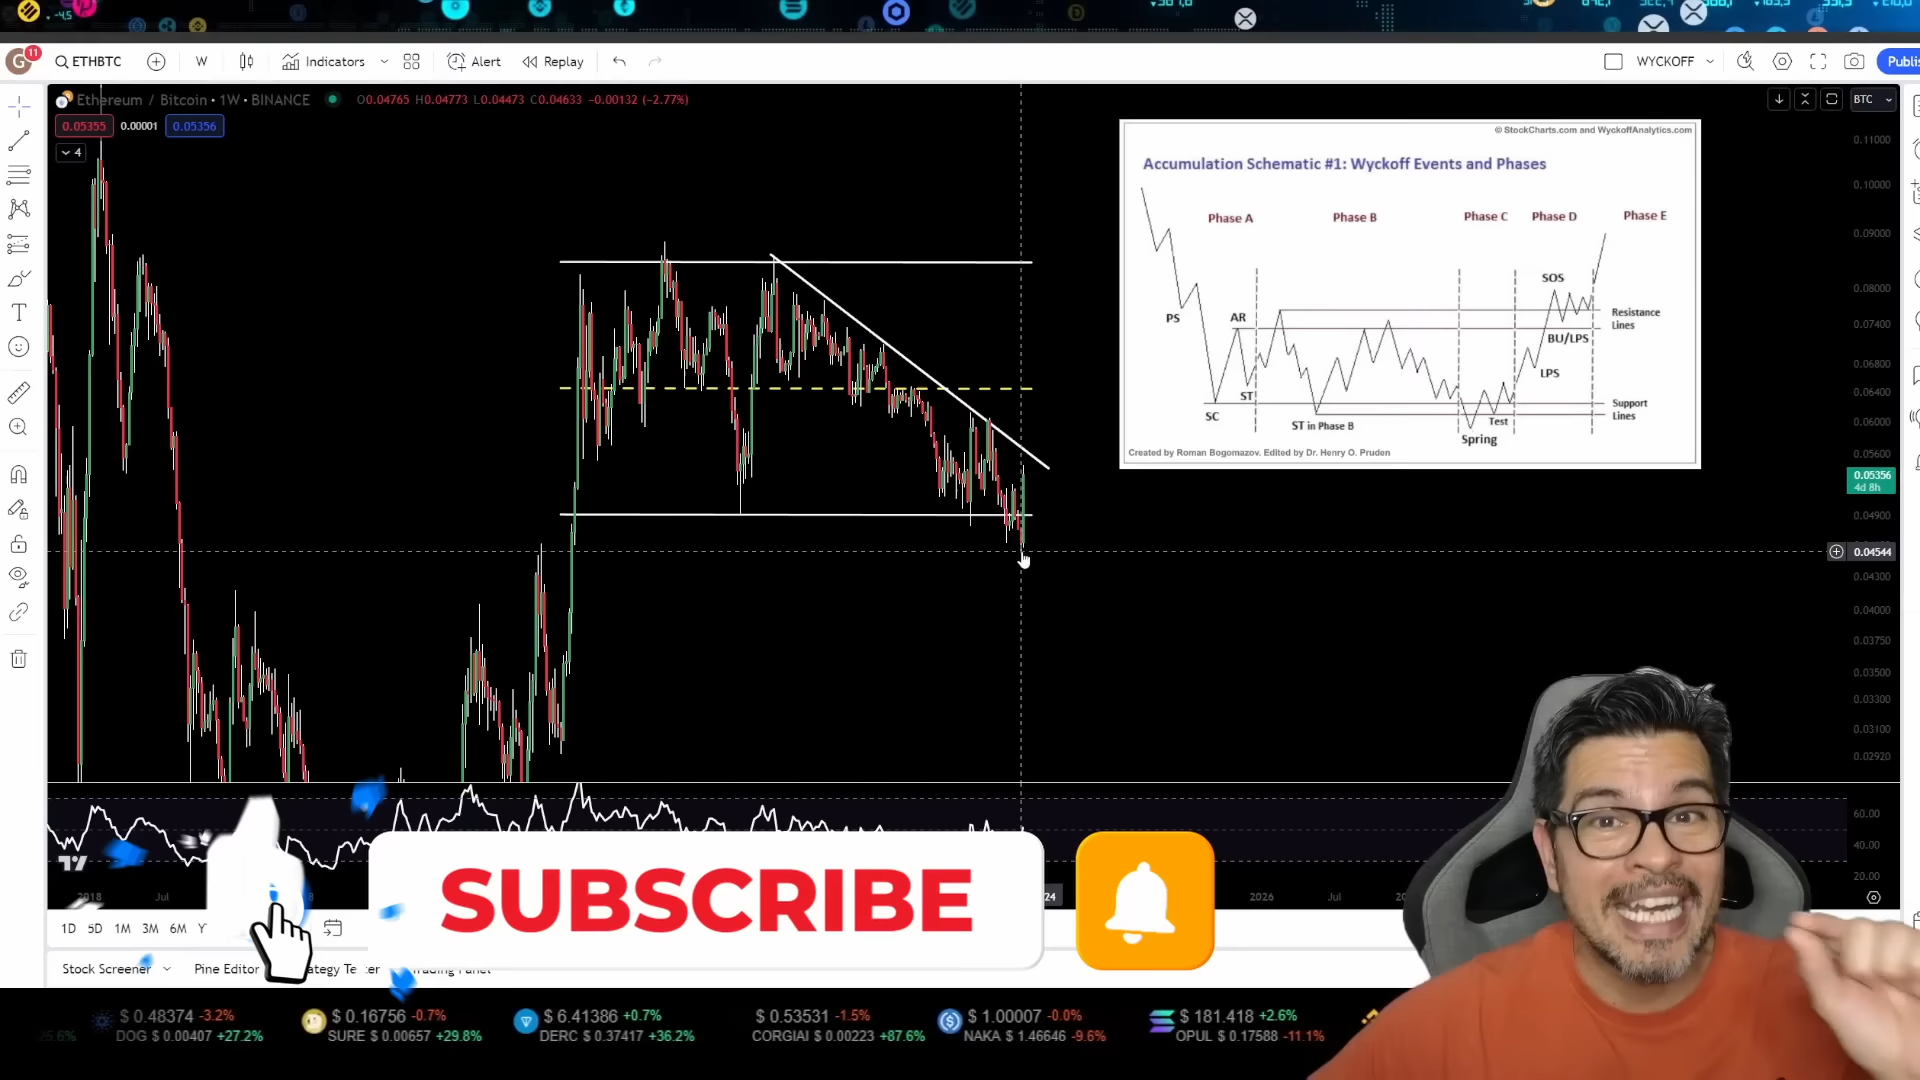 -4.5
11
ETHBTC
W
Indicators
Alert
Replay
WYCKOFF
Publis
Ethereum / Bitcoin · 1W · BINANCE
O0.04765 H0.04773 L0.04473 C0.04633 -0.00132 (-2.77%)
BTC
0.05355
0.00001
0.05356
4
© StockCharts.com and WyckoffAnalytics.com
Accumulation Schematic #1: Wyckoff Events and Phases
Phase A
Phase B
Phase C
Phase D
Phase E
PS
AR
SC
ST
ST in Phase B
Spring
Test
SOS
BU/LPS
LPS
Resistance
Lines
Support
Lines
Created by Roman Bogomazov. Edited by Dr. Henry O. Pruden
0.11000
0.10000
0.09000
0.08000
0.07400
0.06800
0.06400
0.06000
0.05600
0.05356
4d 8h
0.04900
0.04544
0.04300
0.04000
0.03750
0.03500
0.03300
0.03100
0.02920
60.00
40.00
20.00
2018
Jul
24
2026
Jul
SUBSCRIBE
1D
5D
1M
3M
6M
Stock Screener
Pine Editor
$ 0.48374 -3.2%
$ 0.16756 -0.7%
$ 6.41386 +0.7%
$ 0.53531 -1.5%
$ 1.00007 -0.0%
$ 181.418 +2.6%
DOG $ 0.00407 +27.2%
SURE $ 0.00657 +29.8%
DERC $ 0.37417 +36.2%
CORGIAI $ 0.00223 +87.6%
NAKA $ 1.46646 -9.6%
OPUL $ 0.17588 -11.1%